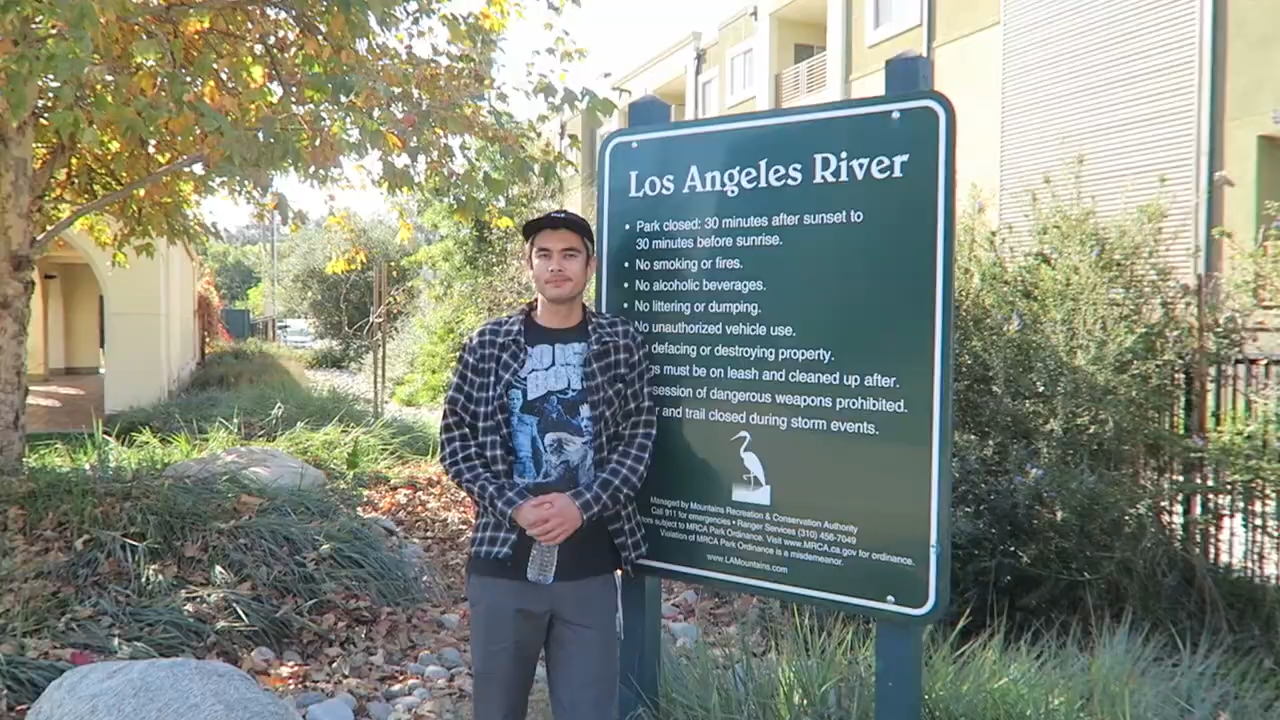 Los Angeles River
• Park closed: 30 minutes after sunset to
30 minutes before sunrise.
• No smoking or fires.
• No alcoholic beverages.
• No littering or dumping.
No unauthorized vehicle use.
defacing or destroying property.
gs must be on leash and cleaned up after.
session of dangerous weapons prohibited.
r and trail closed during storm events.
Managed by Mountains Recreation & Conservation Authority
Call 911 for emergencies • Ranger Services (310) 456-7049
ors subject to MRCA Park Ordinance. Visit www.MRCA.ca.gov for ordinance.
Violation of MRCA Park Ordinance is a misdemeanor.
www.LAMountains.com
BOY